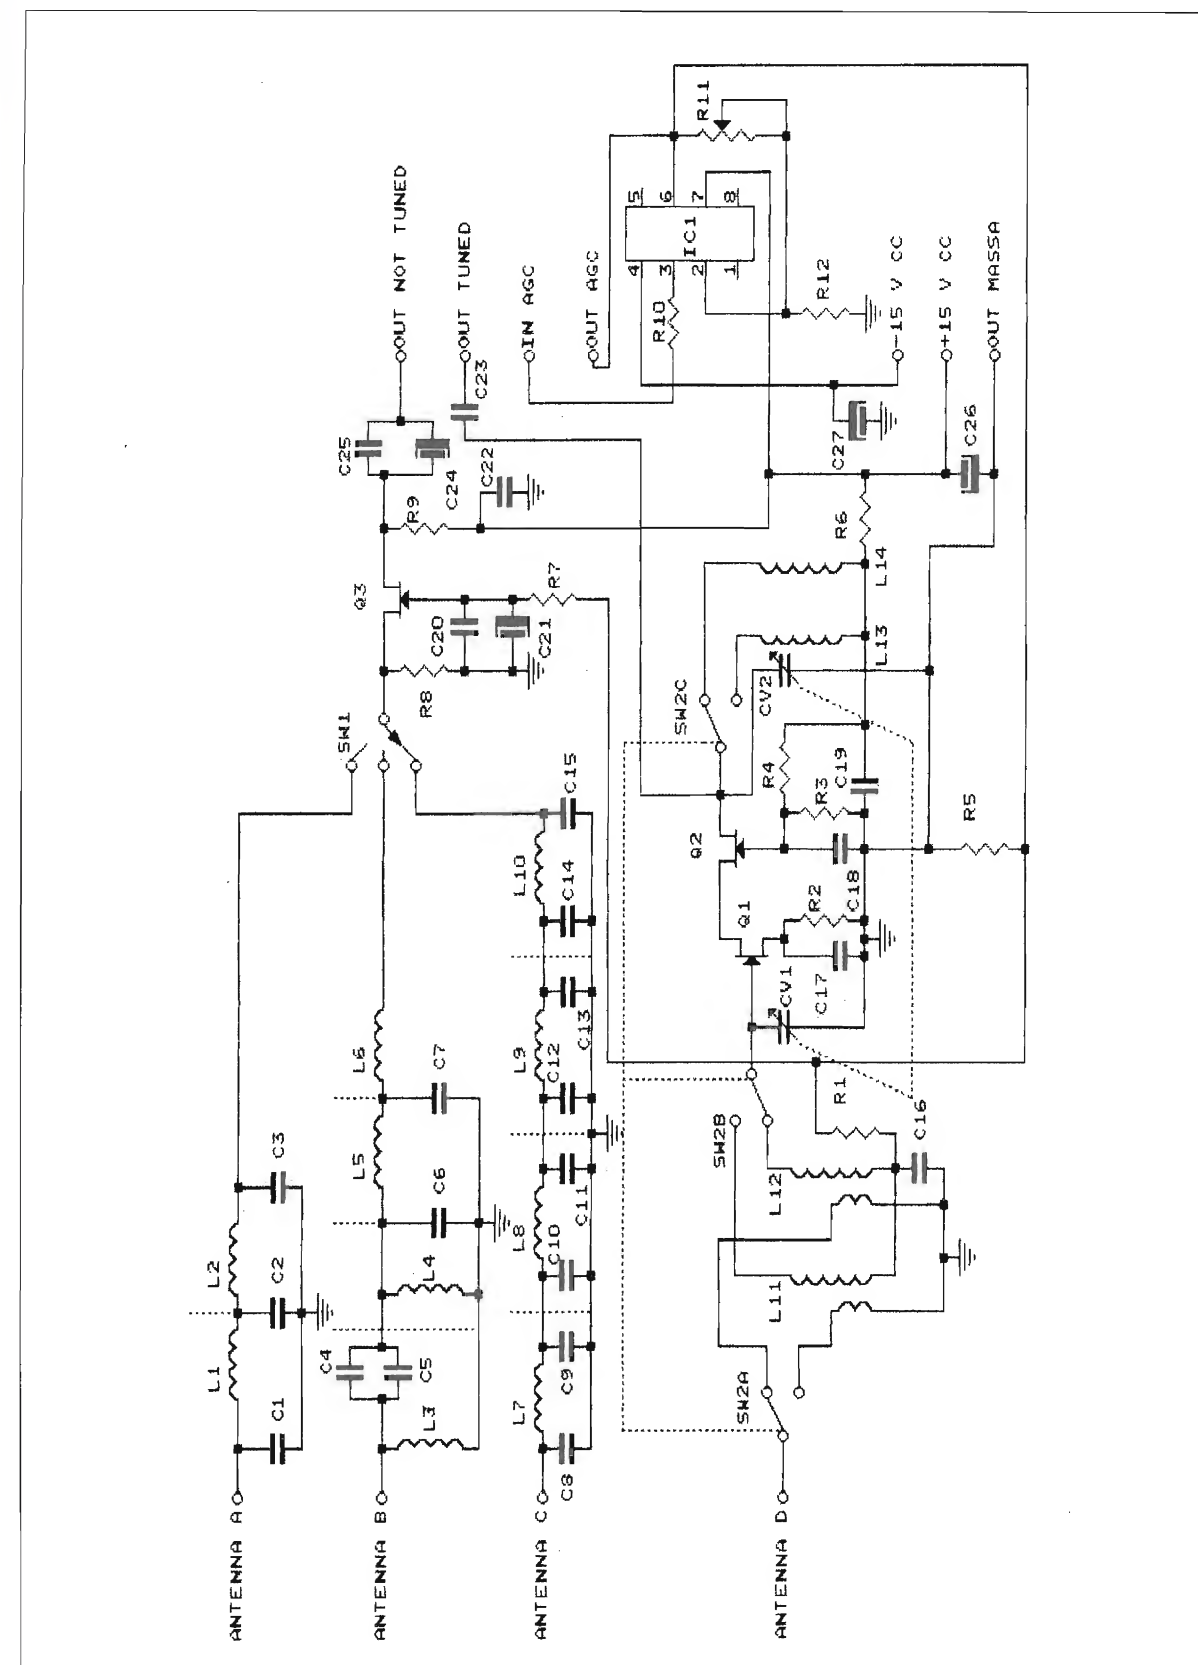 ANTENNA A
L1
C1
L2
C2
C3
ANTENNA B
L3
C4
C5
L4
C6
L5
C7
L6
ANTENNA C
C8
L7
C9
C10
L8
C11
C12
L9
C13
C14
L10
C15
SW1
R8
Q3
C20
C21
R7
R9
C22
C24
C25
OUT NOT TUNED
C23
OUT TUNED
IN AGC
OUT AGC
R10
IC1
4
3
2
1
5
6
7
8
R11
R12
-15 V CC
+15 V CC
OUT MASSA
C27
C26
ANTENNA D
SW2A
L11
L12
SW2B
C16
R1
CV1
Q1
C17
R2
C18
Q2
R3
R4
C19
R5
SW2C
CV2
L13
L14
R6